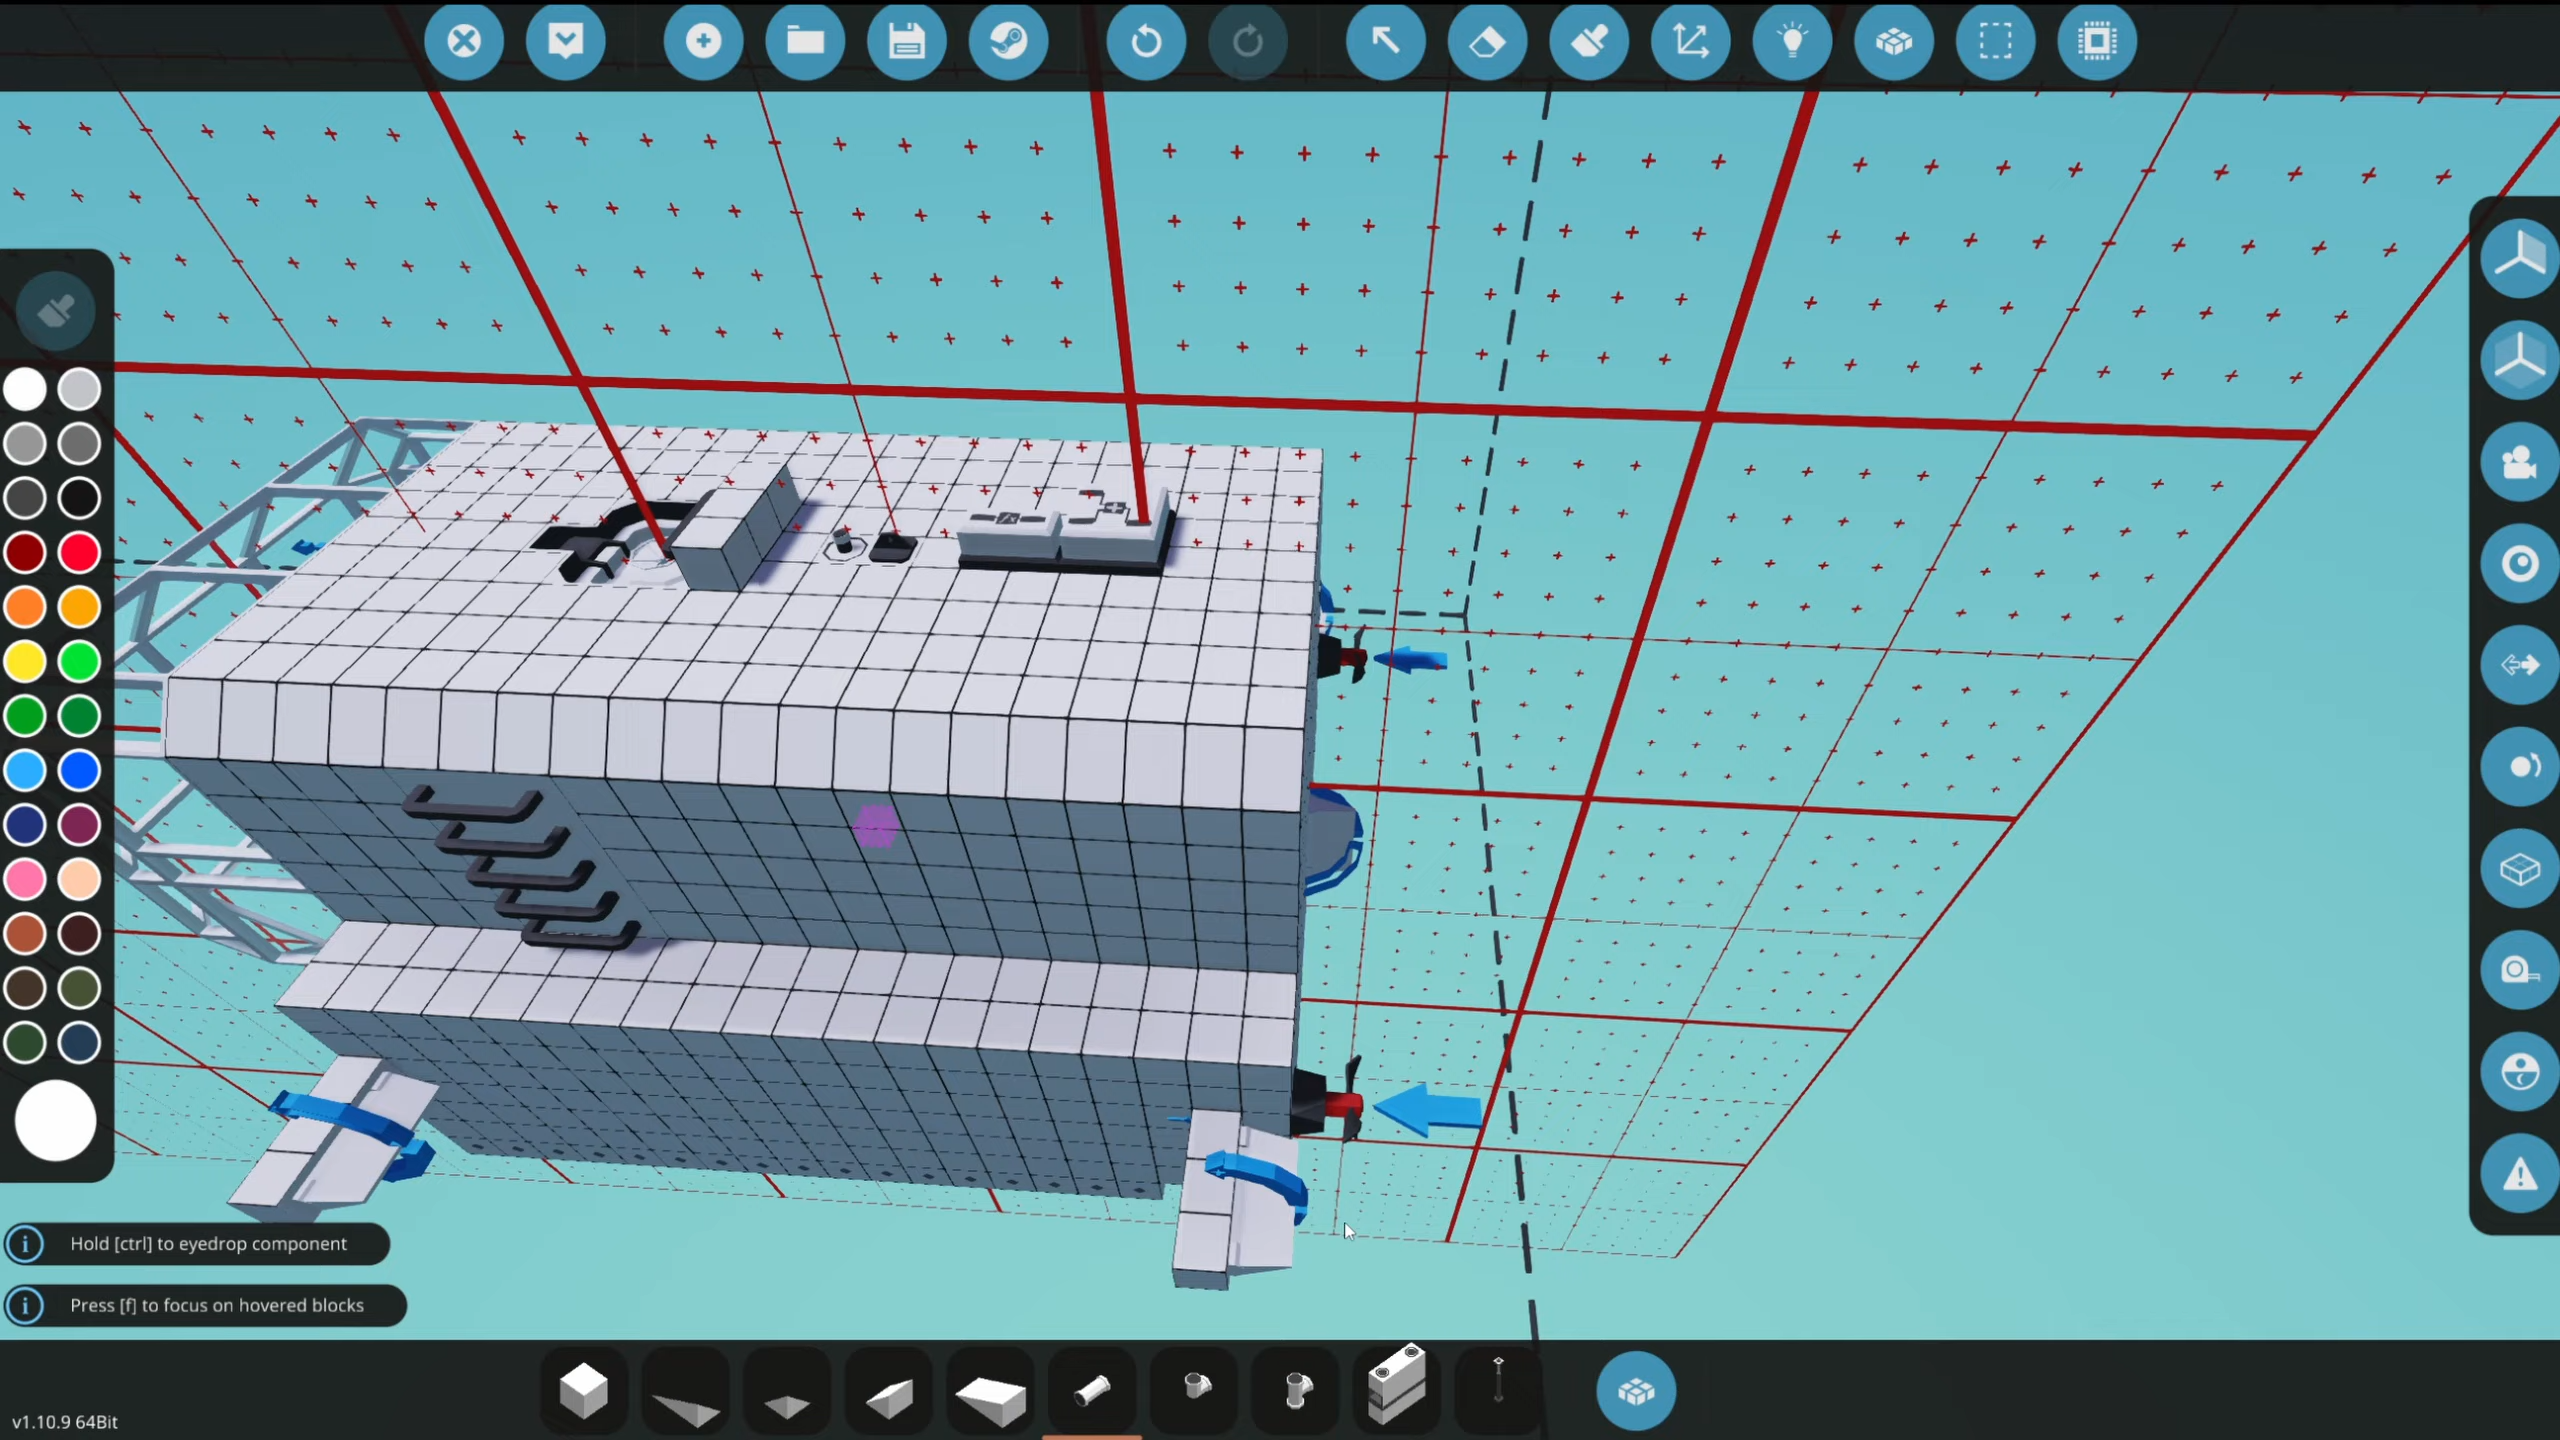 Hold [ctrl] to eyedrop component
Press [f] to focus on hovered blocks
v1.10.9 64Bit